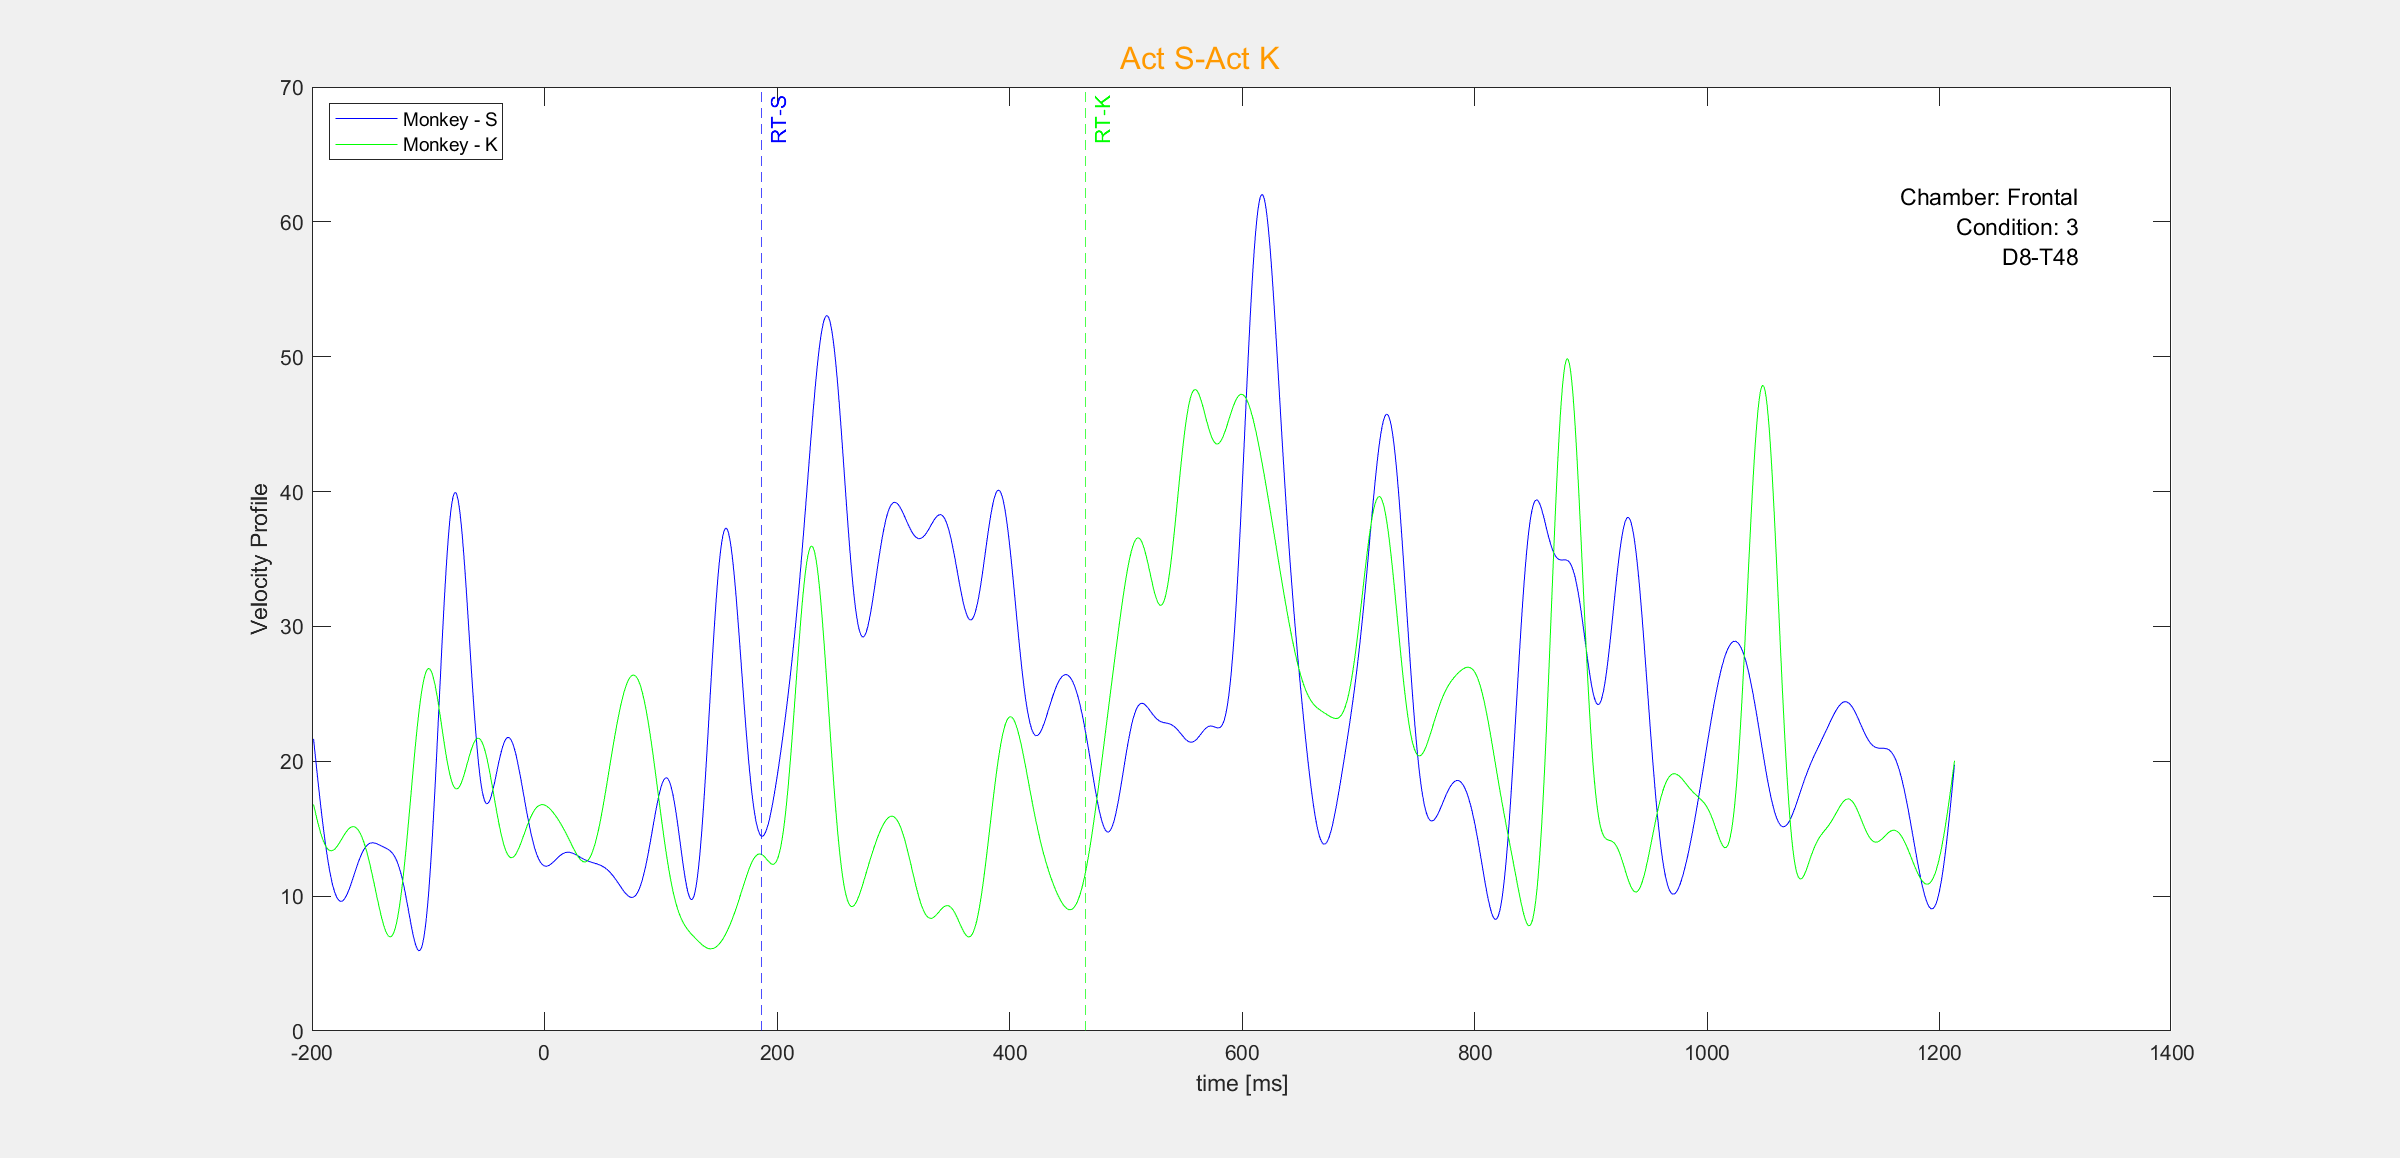 Act S-Act K
Monkey - S
Monkey - K
RT-S
RT-K
Chamber: Frontal
Condition: 3
D8-T48
Velocity Profile
70
60
50
40
30
20
10
0
-200 0 200 400 600 800 1000 1200 1400
time [ms]